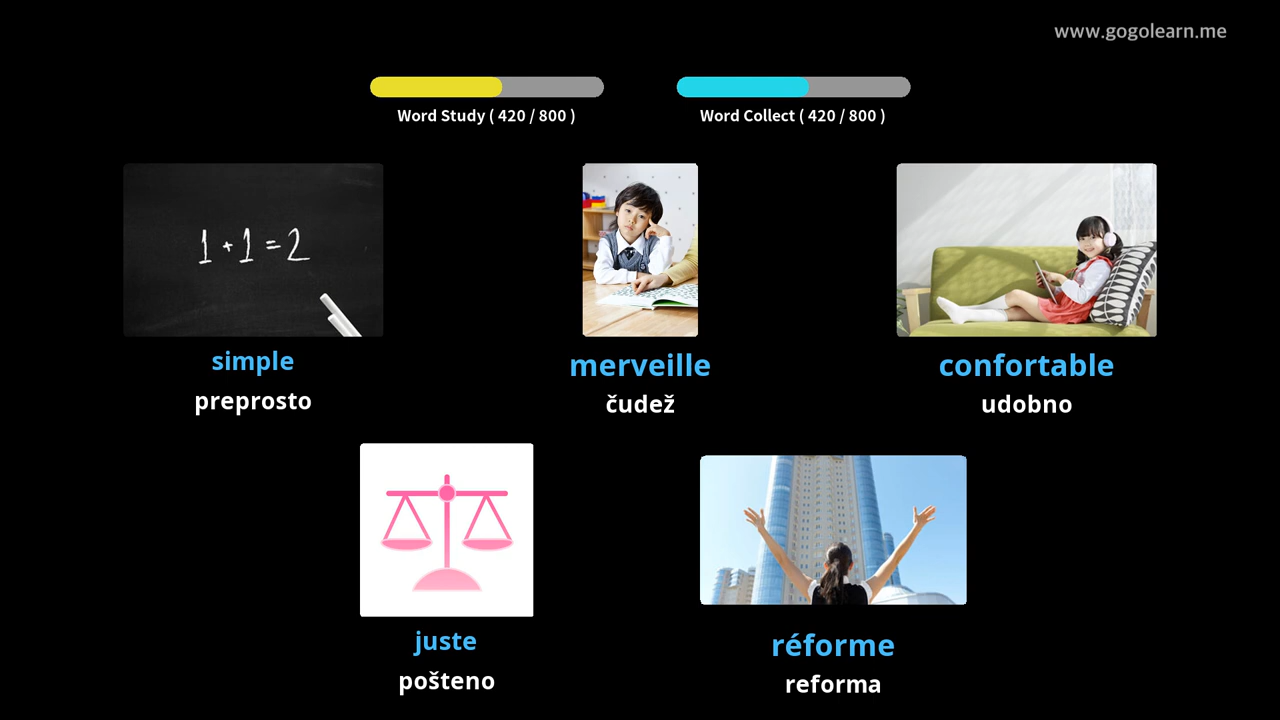 www.gogolearn.me
Word Study ( 420 / 800 )
Word Collect ( 420 / 800 )
1 + 1 = 2
simple
preprosto
merveille
čudež
confortable
udobno
juste
pošteno
réforme
reforma